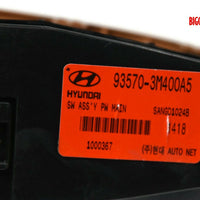 BIG
93570-3M400A5
HYUNDAI
SW ASS'Y PW MAIN
SANGD1024B
1418
1000367
(주)현대 AUTO NET